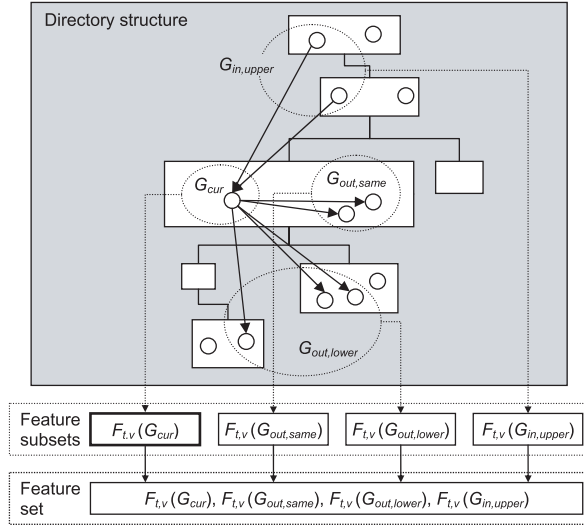 Directory structure
G_in,upper
G_cur
G_out,same
G_out,lower
Feature subsets
F_t.v (G_cur)
F_t,v (G_out,same)
F_t,v (G_out,lower)
F_t,v (G_in,upper)
Feature set
F_t,v (G_cur), F_t,v (G_out,same), F_t,v (G_out,lower), F_t,v (G_in,upper)